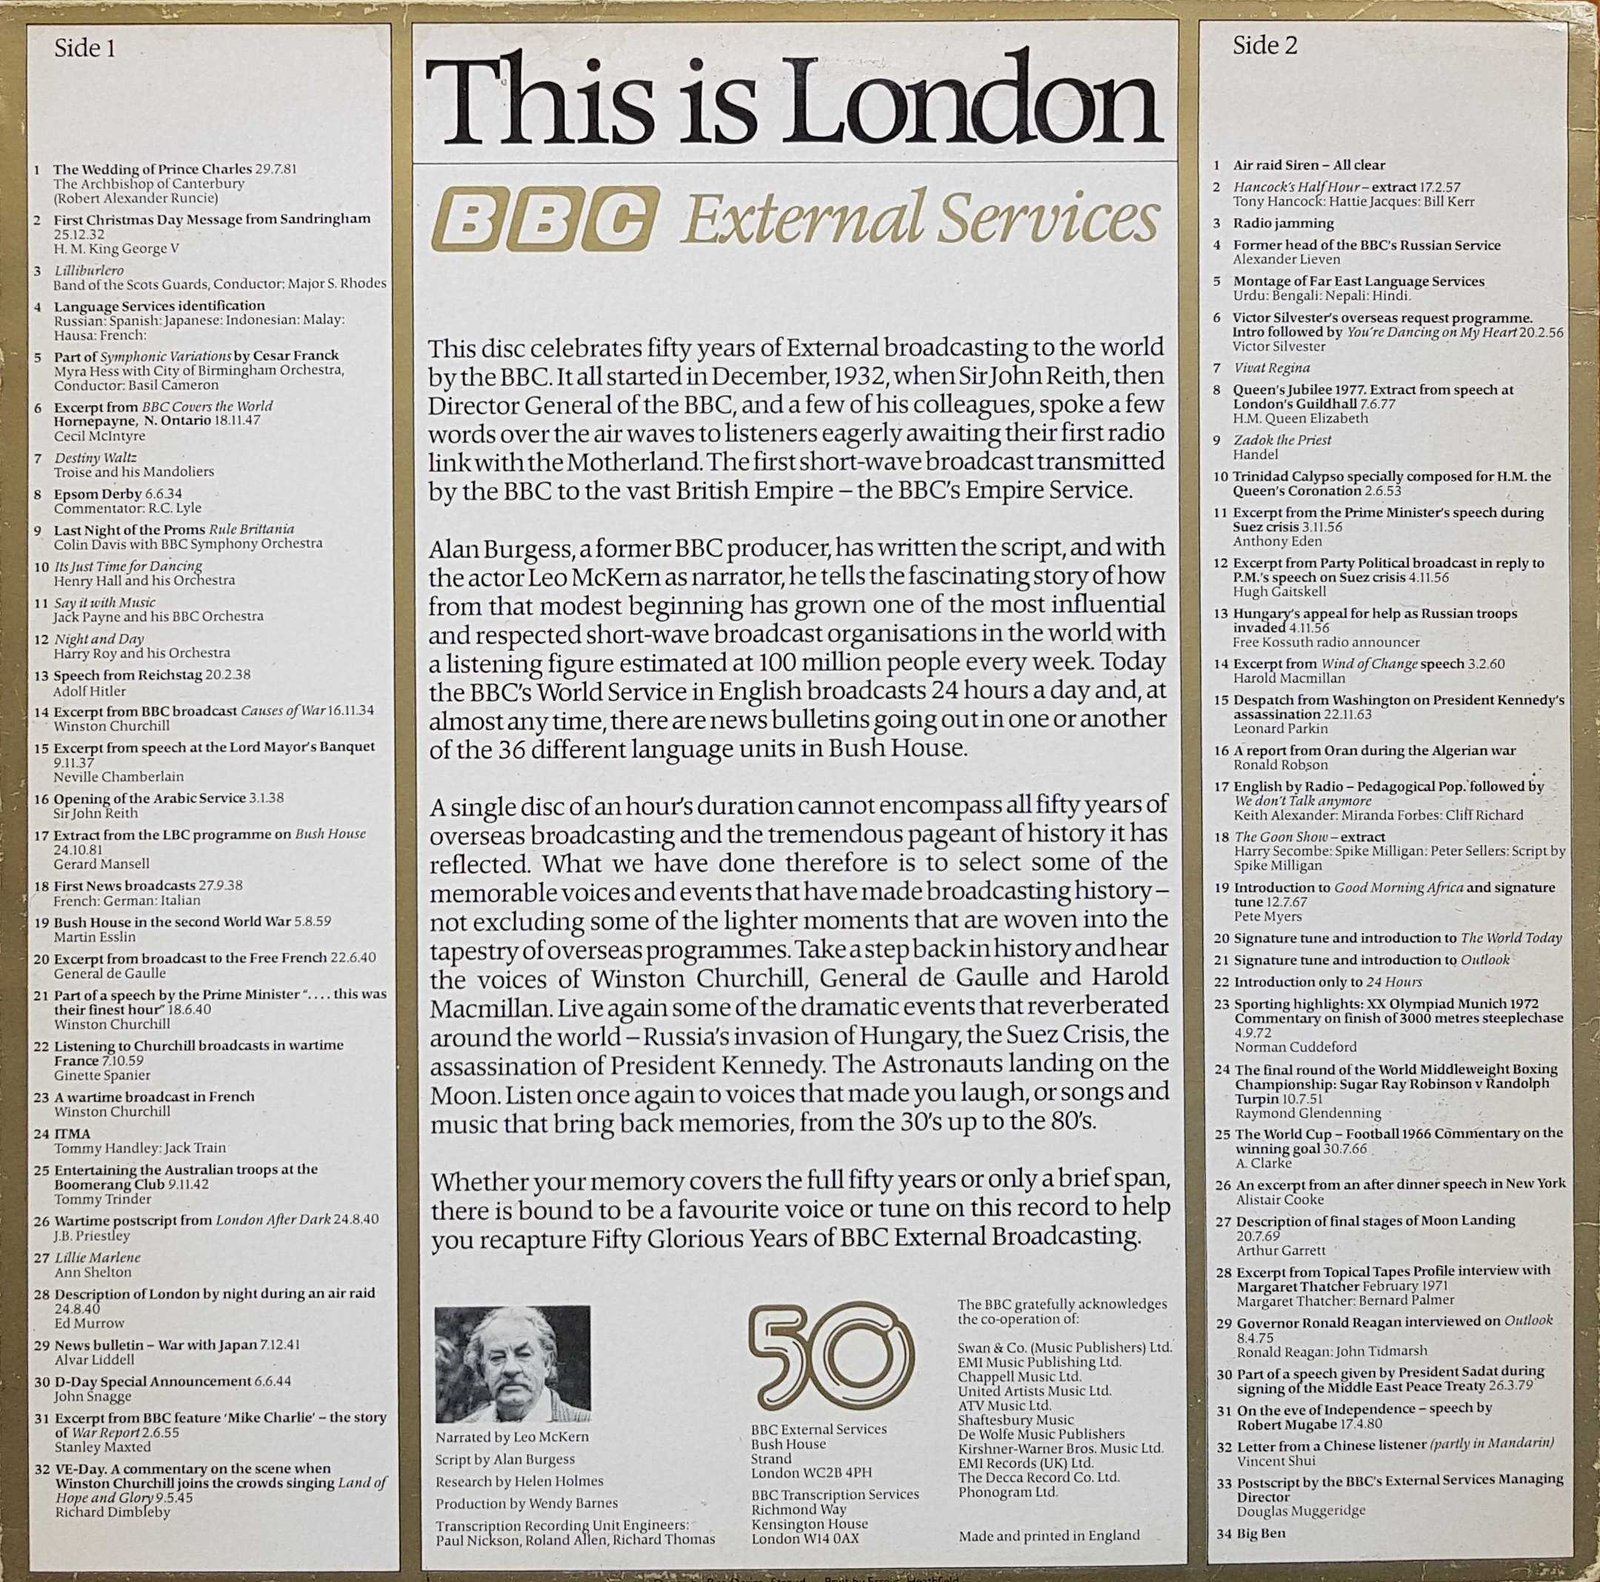 Side 1
1 The Wedding of Prince Charles 29.7.81
The Archbishop of Canterbury
(Robert Alexander Runcie)
2 First Christmas Day Message from Sandringham
25.12.32
H. M. King George V
3 Lilliburlero
Band of the Scots Guards, Conductor: Major S. Rhodes
4 Language Services identification
Russian: Spanish: Japanese: Indonesian: Malay:
Hausa: French:
5 Part of Symphonic Variations by Cesar Franck
Myra Hess with City of Birmingham Orchestra,
Conductor: Basil Cameron
6 Excerpt from BBC Covers the World
Hornepayne, N. Ontario 18.11.47
Cecil McIntyre
7 Destiny Waltz
Troise and his Mandoliers
8 Epsom Derby 6.6.34
Commentator: R.C. Lyle
9 Last Night of the Proms Rule Brittania
Colin Davis with BBC Symphony Orchestra
10 Its Just Time for Dancing
Henry Hall and his Orchestra
11 Say it with Music
Jack Payne and his BBC Orchestra
12 Night and Day
Harry Roy and his Orchestra
13 Speech from Reichstag 20.2.38
Adolf Hitler
14 Excerpt from BBC broadcast Causes of War 16.11.34
Winston Churchill
15 Excerpt from speech at the Lord Mayor's Banquet
9.11.37
Neville Chamberlain
16 Opening of the Arabic Service 3.1.38
Sir John Reith
17 Extract from the LBC programme on Bush House
24.10.81
Gerard Mansell
18 First News broadcasts 27.9.38
French: German: Italian
19 Bush House in the second World War 5.8.59
Martin Esslin
20 Excerpt from broadcast to the Free French 22.6.40
General de Gaulle
21 Part of a speech by the Prime Minister ". . . . this was
their finest hour" 18.6.40
Winston Churchill
22 Listening to Churchill broadcasts in wartime
France 7.10.59
Ginette Spanier
23 A wartime broadcast in French
Winston Churchill
24 ITMA
Tommy Handley: Jack Train
25 Entertaining the Australian troops at the
Boomerang Club 9.11.42
Tommy Trinder
26 Wartime postscript from London After Dark 24.8.40
J.B. Priestley
27 Lillie Marlene
Ann Shelton
28 Description of London by night during an air raid
24.8.40
Ed Murrow
29 News bulletin – War with Japan 7.12.41
Alvar Liddell
30 D-Day Special Announcement 6.6.44
John Snagge
31 Excerpt from BBC feature 'Mike Charlie' – the story
of War Report 2.6.55
Stanley Maxted
32 VE-Day. A commentary on the scene when
Winston Churchill joins the crowds singing Land of
Hope and Glory 9.5.45
Richard Dimbleby
This is London
BBC External Services
This disc celebrates fifty years of External broadcasting to the world
by the BBC. It all started in December, 1932, when Sir John Reith, then
Director General of the BBC, and a few of his colleagues, spoke a few
words over the air waves to listeners eagerly awaiting their first radio
link with the Motherland. The first short-wave broadcast transmitted
by the BBC to the vast British Empire – the BBC's Empire Service.
Alan Burgess, a former BBC producer, has written the script, and with
the actor Leo McKern as narrator, he tells the fascinating story of how
from that modest beginning has grown one of the most influential
and respected short-wave broadcast organisations in the world with
a listening figure estimated at 100 million people every week. Today
the BBC's World Service in English broadcasts 24 hours a day and, at
almost any time, there are news bulletins going out in one or another
of the 36 different language units in Bush House.
A single disc of an hour's duration cannot encompass all fifty years of
overseas broadcasting and the tremendous pageant of history it has
reflected. What we have done therefore is to select some of the
memorable voices and events that have made broadcasting history –
not excluding some of the lighter moments that are woven into the
tapestry of overseas programmes. Take a step back in history and hear
the voices of Winston Churchill, General de Gaulle and Harold
Macmillan. Live again some of the dramatic events that reverberated
around the world – Russia's invasion of Hungary, the Suez Crisis, the
assassination of President Kennedy. The Astronauts landing on the
Moon. Listen once again to voices that made you laugh, or songs and
music that bring back memories, from the 30's up to the 80's.
Whether your memory covers the full fifty years or only a brief span,
there is bound to be a favourite voice or tune on this record to help
you recapture Fifty Glorious Years of BBC External Broadcasting.
Narrated by Leo McKern
Script by Alan Burgess
Research by Helen Holmes
Production by Wendy Barnes
Transcription Recording Unit Engineers:
Paul Nickson, Roland Allen, Richard Thomas
50
BBC External Services
Bush House
Strand
London WC2B 4PH
BBC Transcription Services
Richmond Way
Kensington House
London W14 0AX
The BBC gratefully acknowledges
the co-operation of:
Swan & Co. (Music Publishers) Ltd.
EMI Music Publishing Ltd.
Chappell Music Ltd.
United Artists Music Ltd.
ATV Music Ltd.
Shaftesbury Music
De Wolfe Music Publishers
Kirshner-Warner Bros. Music Ltd.
EMI Records (UK) Ltd.
The Decca Record Co. Ltd.
Phonogram Ltd.
Made and printed in England
Side 2
1 Air raid Siren – All clear
2 Hancock's Half Hour – extract 17.2.57
Tony Hancock: Hattie Jacques: Bill Kerr
3 Radio jamming
4 Former head of the BBC's Russian Service
Alexander Lieven
5 Montage of Far East Language Services
Urdu: Bengali: Nepali: Hindi.
6 Victor Silvester's overseas request programme.
Intro followed by You're Dancing on My Heart 20.2.56
Victor Silvester
7 Vivat Regina
8 Queen's Jubilee 1977. Extract from speech at
London's Guildhall 7.6.77
H.M. Queen Elizabeth
9 Zadok the Priest
Handel
10 Trinidad Calypso specially composed for H.M. the
Queen's Coronation 2.6.53
11 Excerpt from the Prime Minister's speech during
Suez crisis 3.11.56
Anthony Eden
12 Excerpt from Party Political broadcast in reply to
P.M.'s speech on Suez crisis 4.11.56
Hugh Gaitskell
13 Hungary's appeal for help as Russian troops
invaded 4.11.56
Free Kossuth radio announcer
14 Excerpt from Wind of Change speech 3.2.60
Harold Macmillan
15 Despatch from Washington on President Kennedy's
assassination 22.11.63
Leonard Parkin
16 A report from Oran during the Algerian war
Ronald Robson
17 English by Radio – Pedagogical Pop. followed by
We don't Talk anymore
Keith Alexander: Miranda Forbes: Cliff Richard
18 The Goon Show – extract
Harry Secombe: Spike Milligan: Peter Sellers: Script by
Spike Milligan
19 Introduction to Good Morning Africa and signature
tune 12.7.67
Pete Myers
20 Signature tune and introduction to The World Today
21 Signature tune and introduction to Outlook
22 Introduction only to 24 Hours
23 Sporting highlights: XX Olympiad Munich 1972
Commentary on finish of 3000 metres steeplechase
4.9.72
Norman Cuddeford
24 The final round of the World Middleweight Boxing
Championship: Sugar Ray Robinson v Randolph
Turpin 10.7.51
Raymond Glendenning
25 The World Cup – Football 1966 Commentary on the
winning goal 30.7.66
A. Clarke
26 An excerpt from an after dinner speech in New York
Alistair Cooke
27 Description of final stages of Moon Landing
20.7.69
Arthur Garrett
28 Excerpt from Topical Tapes Profile interview with
Margaret Thatcher February 1971
Margaret Thatcher: Bernard Palmer
29 Governor Ronald Reagan interviewed on Outlook
8.4.75
Ronald Reagan: John Tidmarsh
30 Part of a speech given by President Sadat during
signing of the Middle East Peace Treaty 26.3.79
31 On the eve of Independence – speech by
Robert Mugabe 17.4.80
32 Letter from a Chinese listener (partly in Mandarin)
Vincent Shui
33 Postscript by the BBC's External Services Managing
Director
Douglas Muggeridge
34 Big Ben